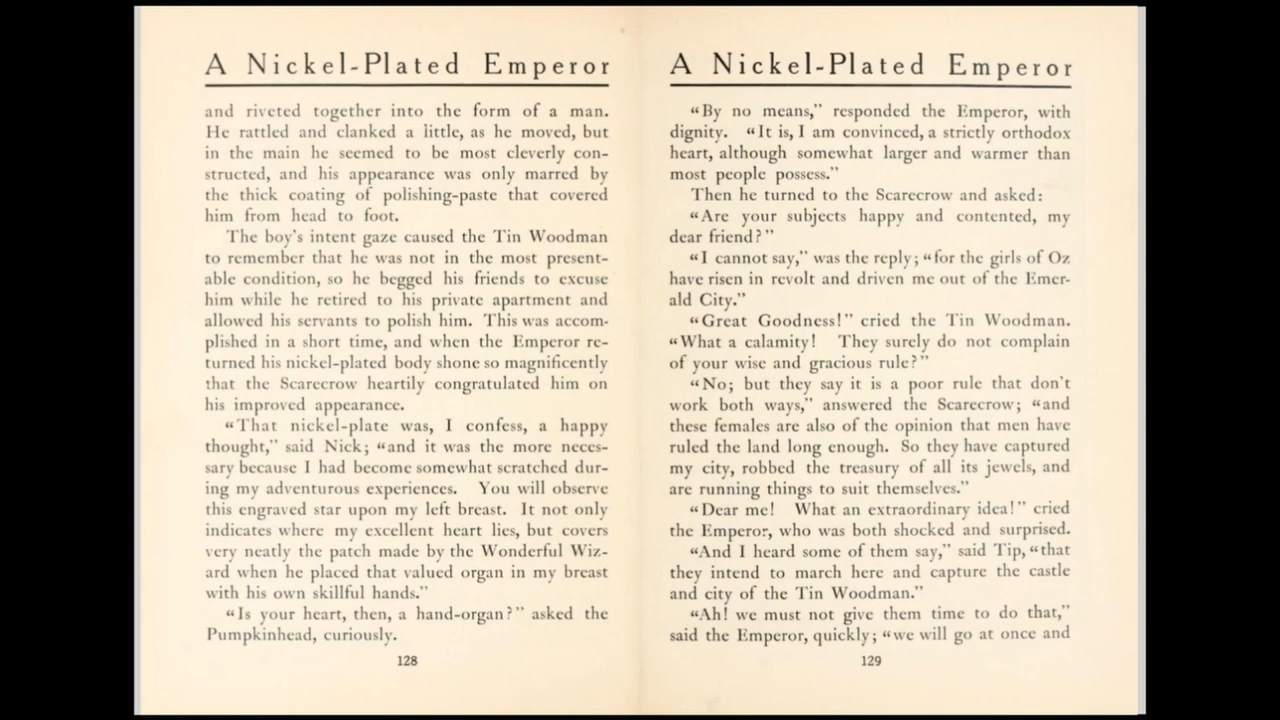 A Nickel-Plated Emperor
and riveted together into the form of a man.
He rattled and clanked a little, as he moved, but
in the main he seemed to be most cleverly con-
structed, and his appearance was only marred by
the thick coating of polishing-paste that covered
him from head to foot.
The boy's intent gaze caused the Tin Woodman
to remember that he was not in the most present-
able condition, so he begged his friends to excuse
him while he retired to his private apartment and
allowed his servants to polish him. This was accom-
plished in a short time, and when the Emperor re-
turned his nickel-plated body shone so magnificently
that the Scarecrow heartily congratulated him on
his improved appearance.
“That nickel-plate was, I confess, a happy
thought,” said Nick; “and it was the more neces-
sary because I had become somewhat scratched dur-
ing my adventurous experiences. You will observe
this engraved star upon my left breast. It not only
indicates where my excellent heart lies, but covers
very neatly the patch made by the Wonderful Wiz-
ard when he placed that valued organ in my breast
with his own skillful hands.”
“Is your heart, then, a hand-organ?” asked the
Pumpkinhead, curiously.
128
A Nickel-Plated Emperor
“By no means,” responded the Emperor, with
dignity. “It is, I am convinced, a strictly orthodox
heart, although somewhat larger and warmer than
most people possess.”
Then he turned to the Scarecrow and asked:
“Are your subjects happy and contented, my
dear friend?”
“I cannot say,” was the reply; “for the girls of Oz
have risen in revolt and driven me out of the Emer-
ald City.”
“Great Goodness!” cried the Tin Woodman.
“What a calamity! They surely do not complain
of your wise and gracious rule?”
“No; but they say it is a poor rule that don't
work both ways,” answered the Scarecrow; “and
these females are also of the opinion that men have
ruled the land long enough. So they have captured
my city, robbed the treasury of all its jewels, and
are running things to suit themselves.”
“Dear me! What an extraordinary idea!” cried
the Emperor, who was both shocked and surprised.
“And I heard some of them say,” said Tip, “that
they intend to march here and capture the castle
and city of the Tin Woodman.”
“Ah! we must not give them time to do that,”
said the Emperor, quickly; “we will go at once and
129